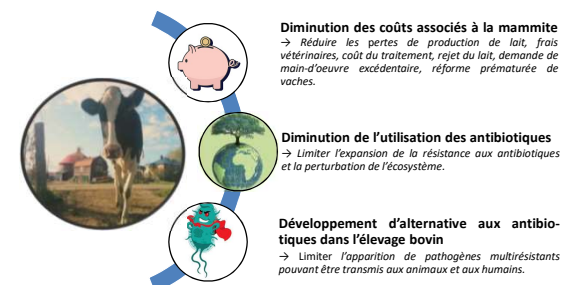 Diminution des coûts associés à la mammite
→ Réduire les pertes de production de lait, frais
vétérinaires, coût du traitement, rejet du lait, demande de
main-d'oeuvre excédentaire, réforme prématurée de
vaches.
Diminution de l'utilisation des antibiotiques
→ Limiter l'expansion de la résistance aux antibiotiques
et la perturbation de l'écosystème.
Développement d'alternative aux antibio-
tiques dans l'élevage bovin
→ Limiter l'apparition de pathogènes multirésistants
pouvant être transmis aux animaux et aux humains.